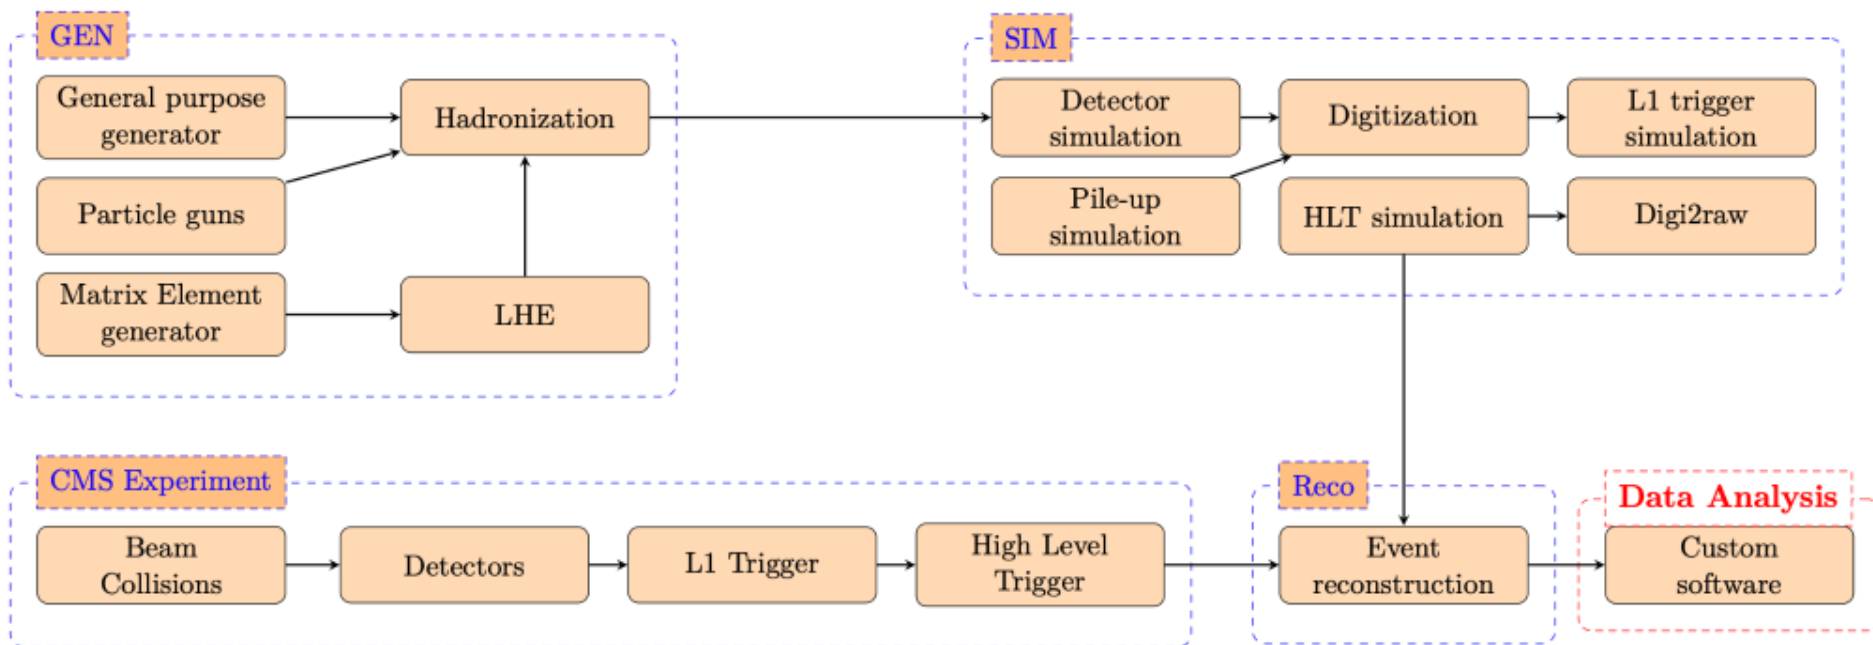 GEN
General purpose
generator
Hadronization
Particle guns
Matrix Element
generator
LHE
SIM
Detector
simulation
Digitization
L1 trigger
simulation
Pile-up
simulation
HLT simulation
Digi2raw
CMS Experiment
Beam
Collisions
Detectors
L1 Trigger
High Level
Trigger
Reco
Event
reconstruction
Data Analysis
Custom
software